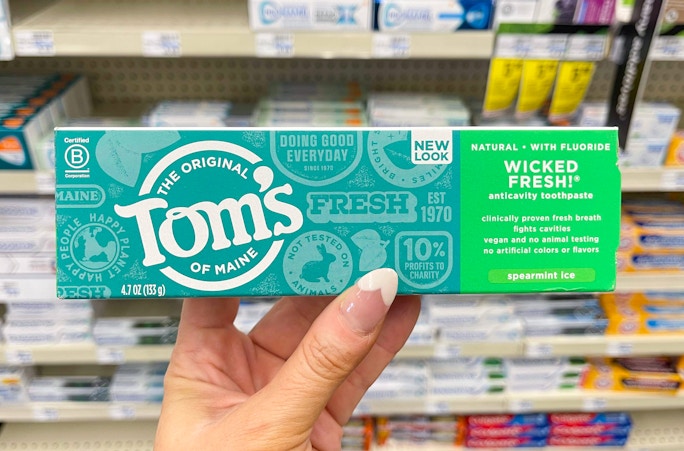 Certified
B
Corporation
MAINE
PEOPLE HAPPY PLANET HAPPY
FRESH
4.7 OZ (133 g)
THE ORIGINAL
Tom's
OF MAINE
DOING GOOD
EVERYDAY
SINCE 1970
FRESH
EST
1970
NOT TESTED ON
ANIMALS
10%
PROFITS TO
CHARITY
NEW
LOOK
NATURAL • WITH FLUORIDE
WICKED
FRESH!®
anticavity toothpaste
clinically proven fresh breath
fights cavities
vegan and no animal testing
no artificial colors or flavors
spearmint ice